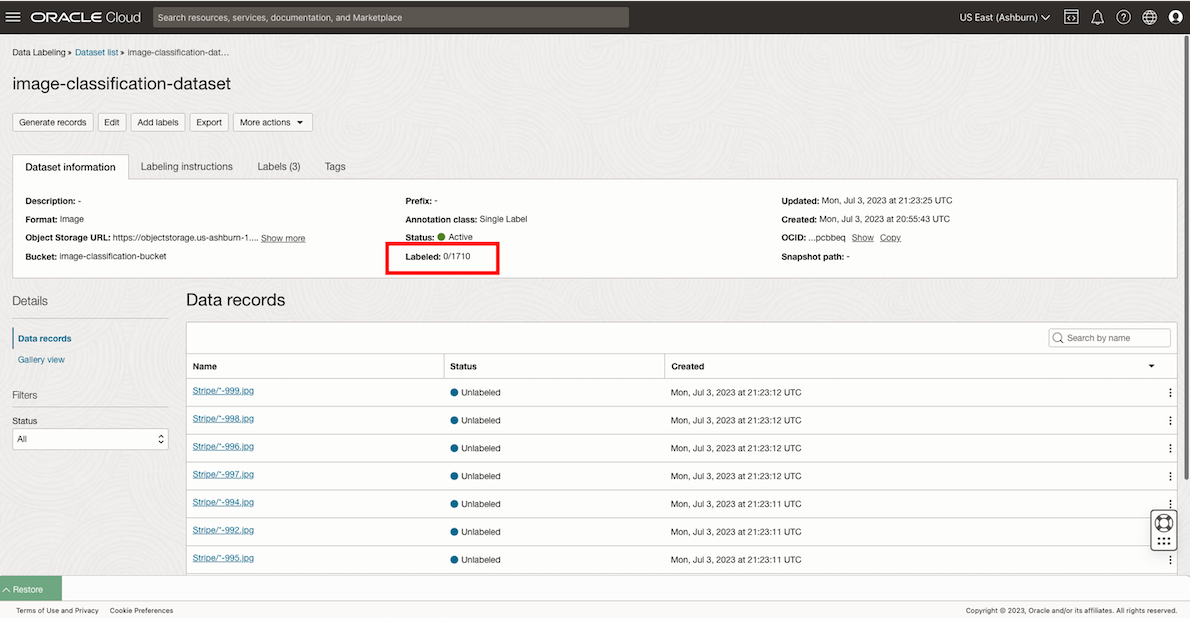 ORACLE Cloud Search resources, services, documentation, and Marketplace US East (Ashburn)
Data Labeling » Dataset list » image-classification-dat...
image-classification-dataset
Generate records Edit Add labels Export More actions
Dataset information Labeling instructions Labels (3) Tags
Description: - Prefix: - Updated: Mon, Jul 3, 2023 at 21:23:25 UTC
Format: Image Annotation class: Single Label Created: Mon, Jul 3, 2023 at 20:55:43 UTC
Object Storage URL: https://objectstorage.us-ashburn-1.... Show more Status: Active OCID: ...pcbbeq Show Copy
Bucket: image-classification-bucket Labeled: 0/1710 Snapshot path: -
Details Data records
Data records Search by name
Gallery view
Name Status Created
Filters
Stripe/*-999.jpg Unlabeled Mon, Jul 3, 2023 at 21:23:12 UTC
Status
Stripe/*-998.jpg Unlabeled Mon, Jul 3, 2023 at 21:23:12 UTC
All
Stripe/*-996.jpg Unlabeled Mon, Jul 3, 2023 at 21:23:12 UTC
Stripe/*-997.jpg Unlabeled Mon, Jul 3, 2023 at 21:23:12 UTC
Stripe/*-994.jpg Unlabeled Mon, Jul 3, 2023 at 21:23:11 UTC
Stripe/*-992.jpg Unlabeled Mon, Jul 3, 2023 at 21:23:11 UTC
Stripe/*-995.jpg Unlabeled Mon, Jul 3, 2023 at 21:23:11 UTC
Restore
Terms of Use and Privacy Cookie Preferences Copyright © 2023, Oracle and/or its affiliates. All rights reserved.